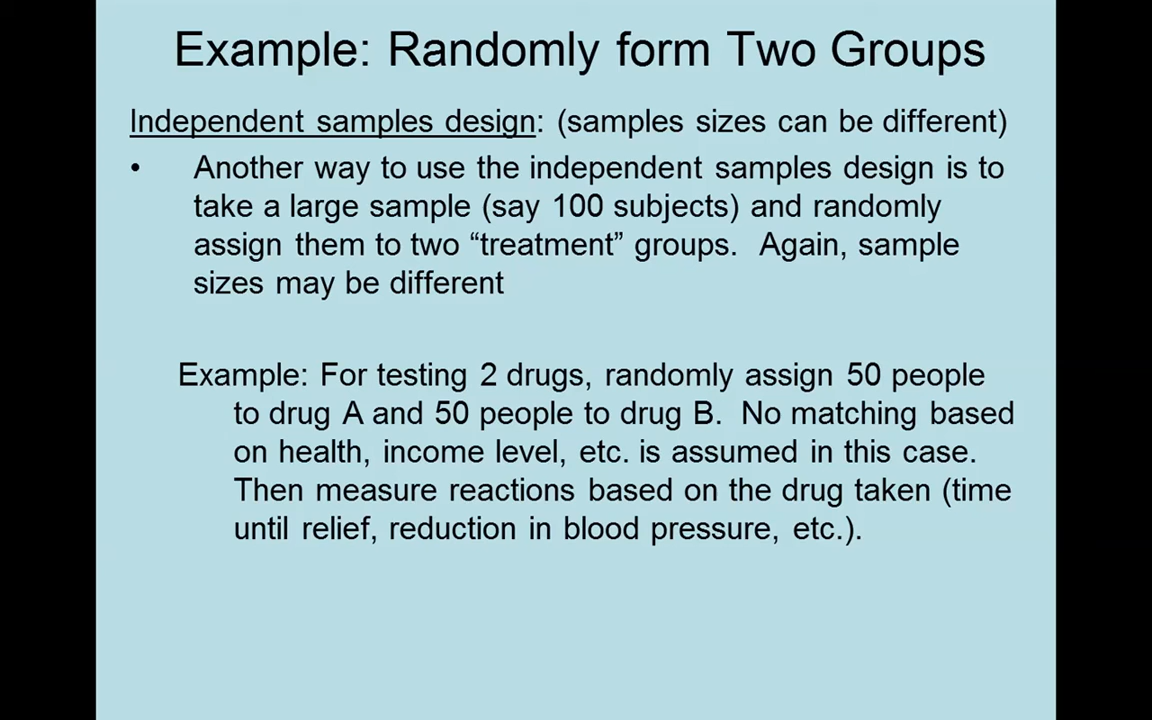 Example: Randomly form Two Groups
Independent samples design: (samples sizes can be different)
• Another way to use the independent samples design is to
take a large sample (say 100 subjects) and randomly
assign them to two “treatment” groups. Again, sample
sizes may be different
Example: For testing 2 drugs, randomly assign 50 people
to drug A and 50 people to drug B. No matching based
on health, income level, etc. is assumed in this case.
Then measure reactions based on the drug taken (time
until relief, reduction in blood pressure, etc.).